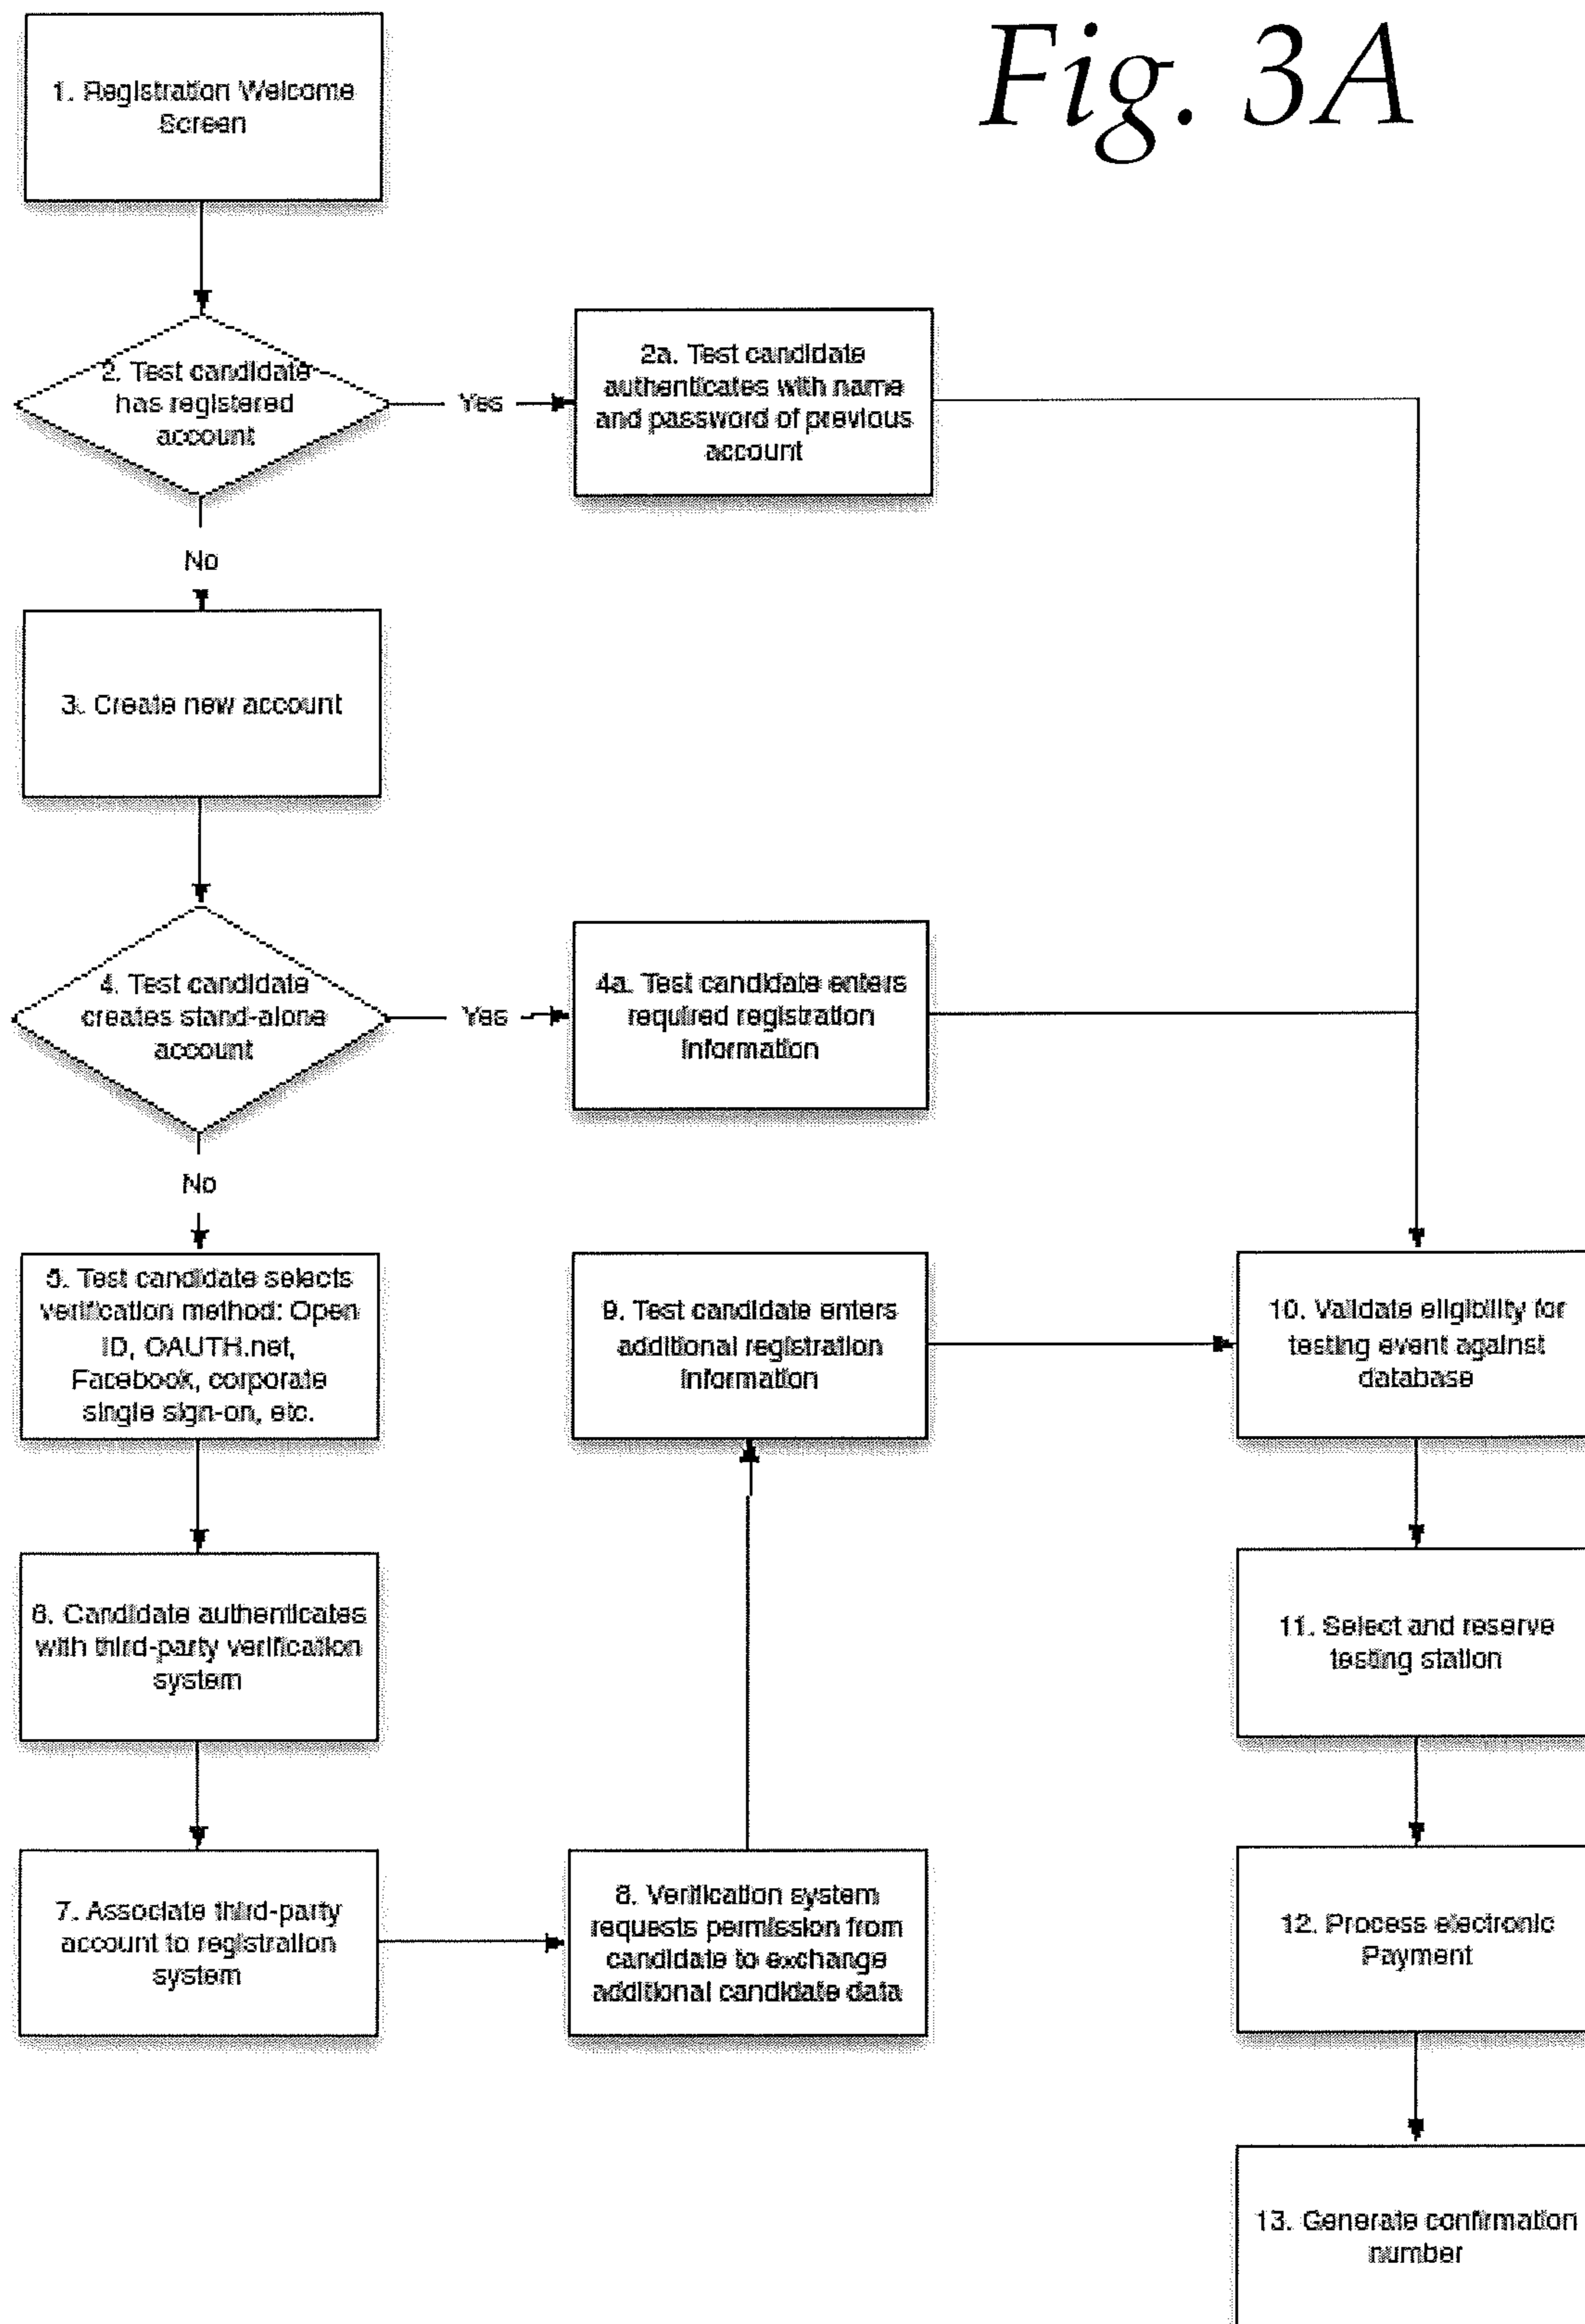 Fig. 3A
1. Registration Welcome
Screen
2. Test candidate
has registered
account
Yes
2a. Test candidate
authenticates with name
and password of previous
account
No
3. Create new account
4. Test candidate
creates stand-alone
account
Yes
4a. Test candidate enters
required registration
information
No
5. Test candidate selects
verification method: Open
ID, OAUTH.net,
Facebook, corporate
single sign-on, etc.
6. Candidate authenticates
with third-party verification
system
7. Associate third-party
account to registration
system
8. Verification system
requests permission from
candidate to exchange
additional candidate data
9. Test candidate enters
additional registration
information
10. Validate eligibility for
testing event against
database
11. Select and reserve
testing station
12. Process electronic
Payment
13. Generate confirmation
number